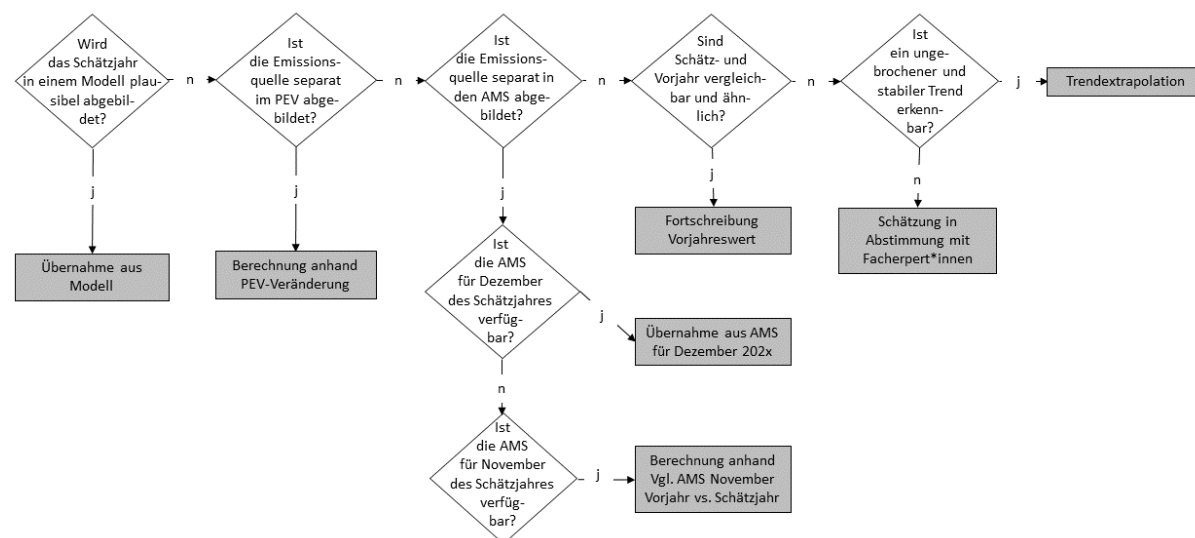 Wird
das Schätzjahr
in einem Modell plau-
sibel abgebil-
det?
n
Ist
die Emissions-
quelle separat
im PEV abge-
bildet?
n
Ist
die Emissions-
quelle separat in
den AMS abge-
bildet?
n
Sind
Schätz- und
Vorjahr vergleich-
bar und ähn-
lich?
n
Ist
ein unge-
brochener und
stabiler Trend
erkenn-
bar?
j
Trendextrapolation
j
Übernahme aus
Modell
j
Berechnung anhand
PEV-Veränderung
j
Ist
die AMS
für Dezember
des Schätzjahres
verfüg-
bar?
j
Übernahme aus AMS
für Dezember 202x
n
Ist
die AMS
für November
des Schätzjahres
verfüg-
bar?
j
Berechnung anhand
Vgl. AMS November
Vorjahr vs. Schätzjahr
j
Fortschreibung
Vorjahreswert
n
Schätzung in
Abstimmung mit
Facherpert*innen